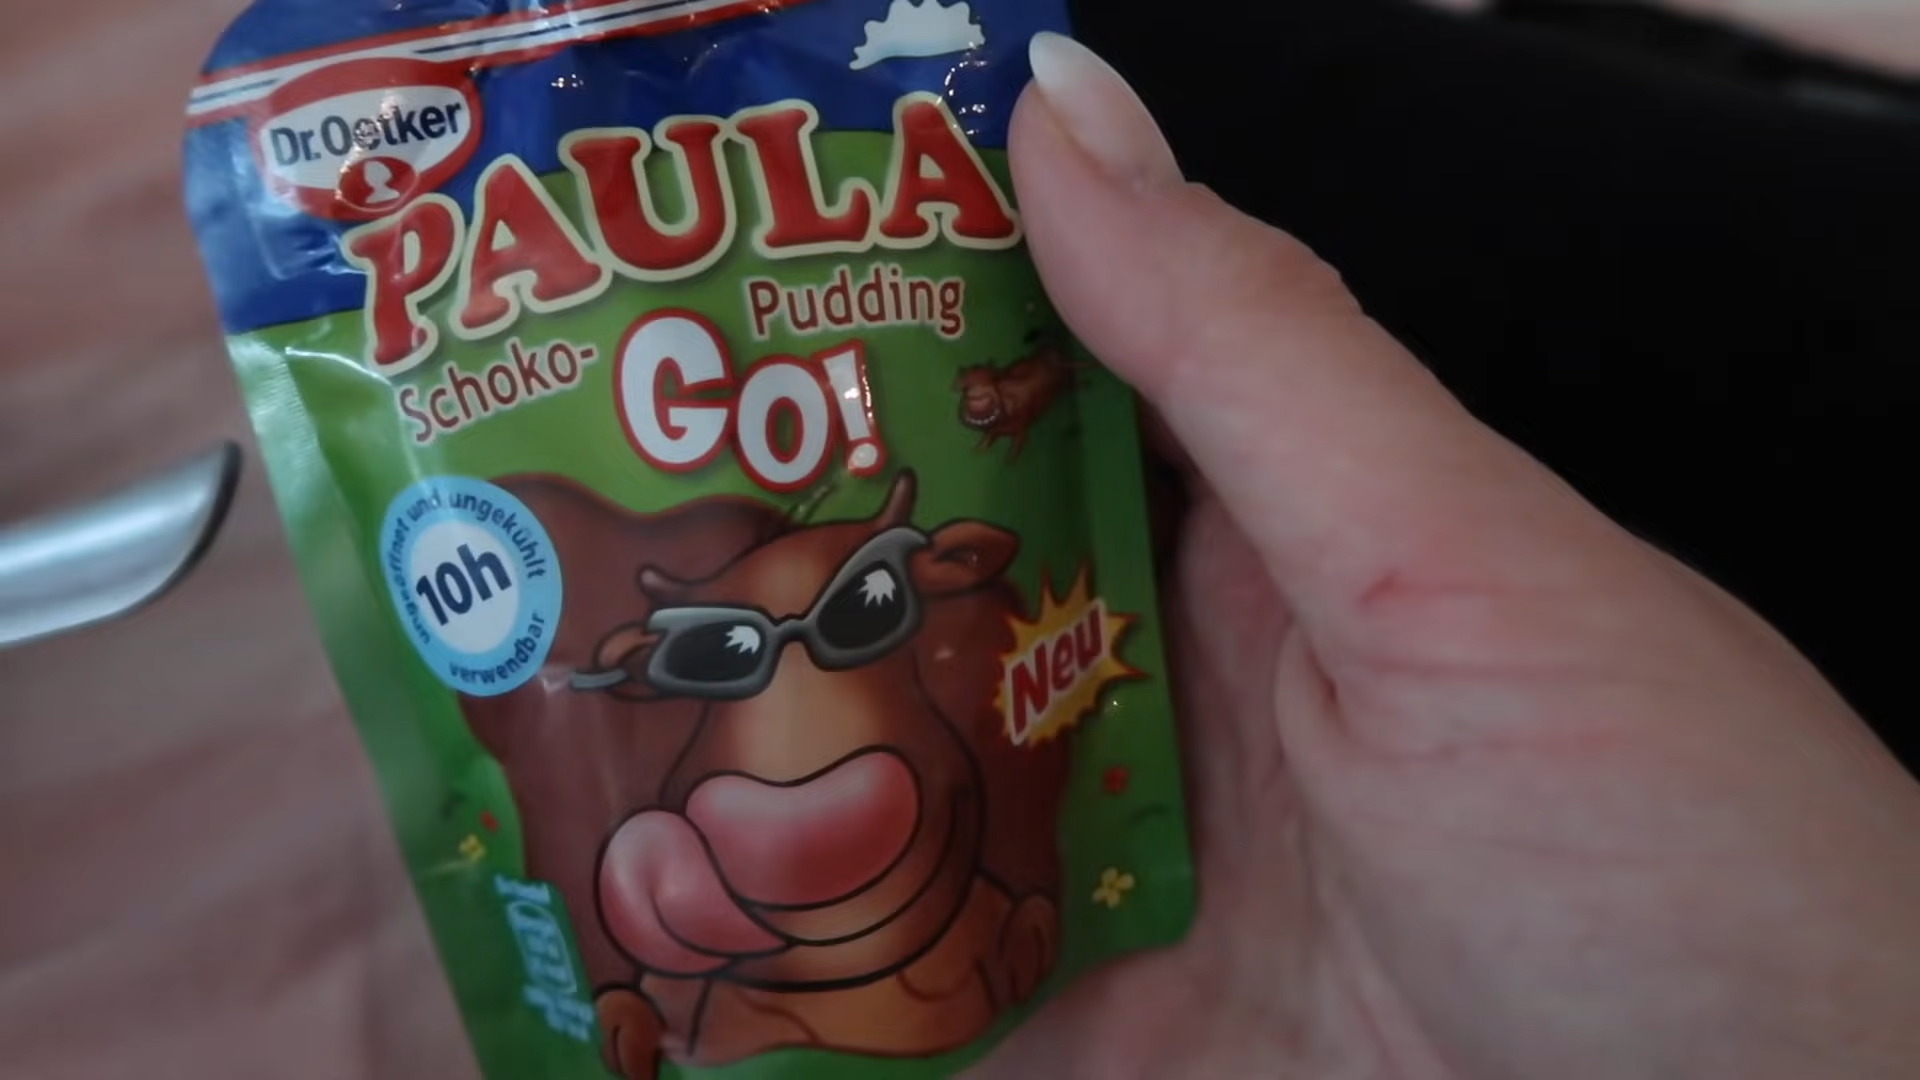 Dr. Oetker
PAULA
Schoko-
Pudding
GO!
ungeöffnet und ungekühlt
10h
verwendbar
Neu